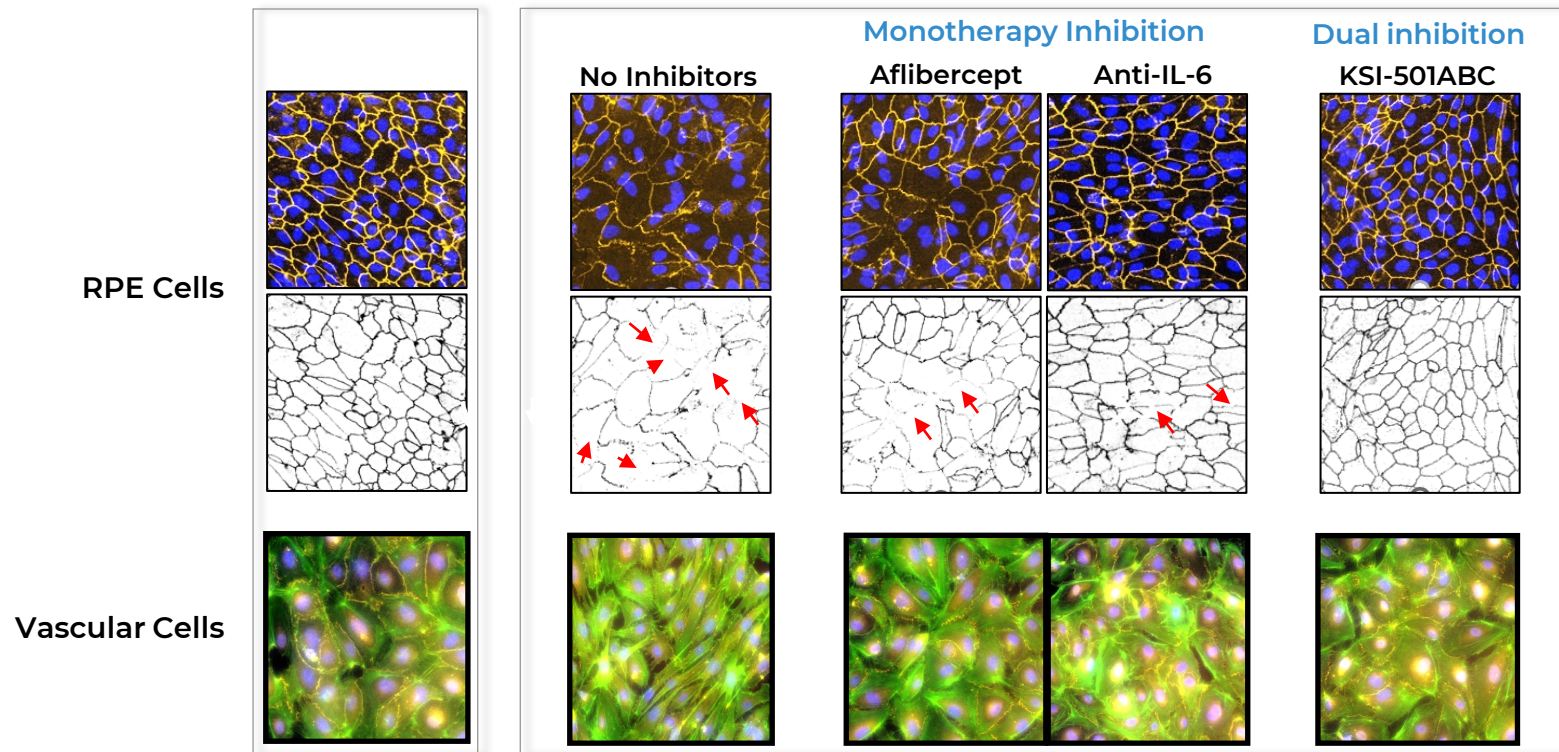 Monotherapy Inhibition
Dual inhibition
No Inhibitors
Aflibercept
Anti-IL-6
KSI-501ABC
RPE Cells
Vascular Cells